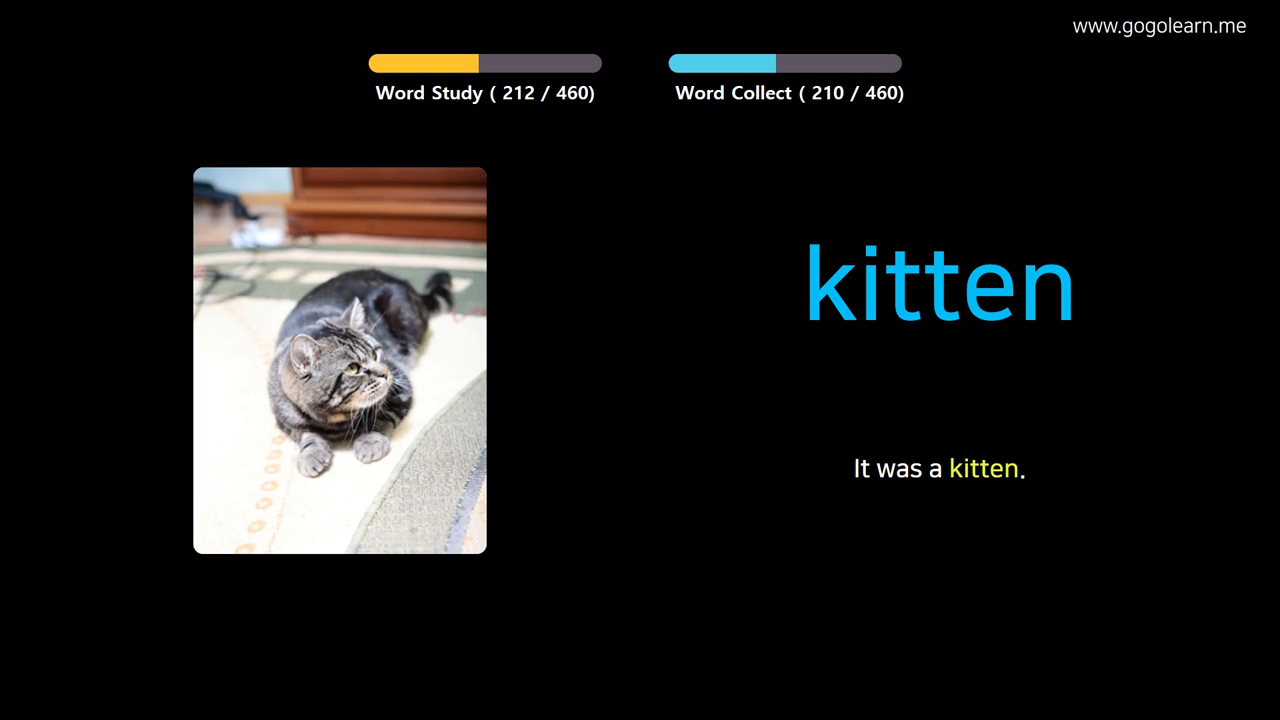 www.gogolearn.me
Word Study ( 212 / 460)
Word Collect ( 210 / 460)
kitten
It was a kitten.